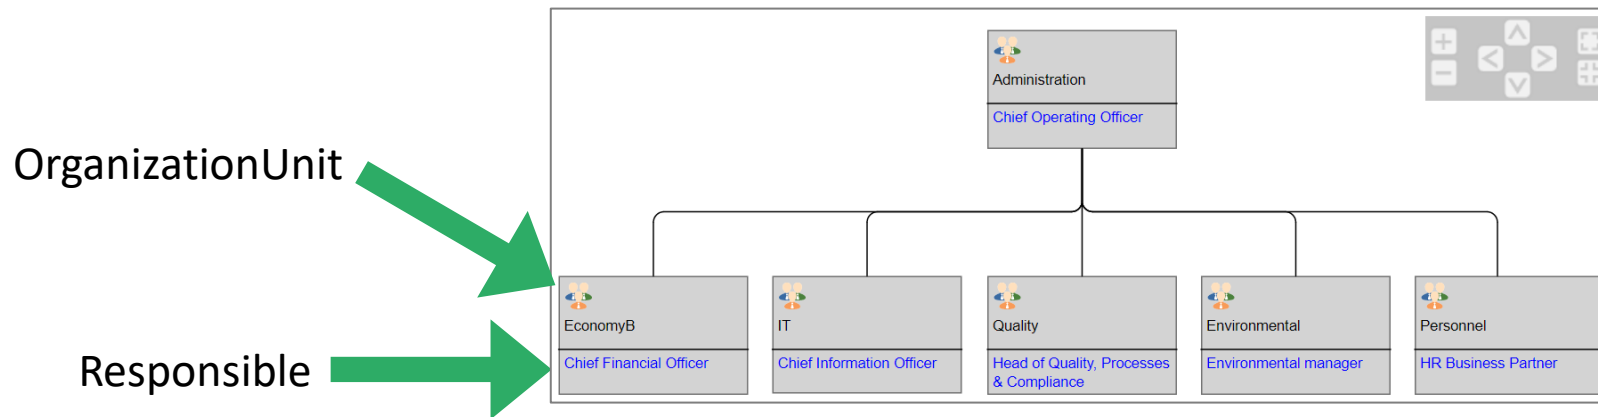 Administration
Chief Operating Officer
OrganizationUnit
EconomyB
IT
Quality
Environmental
Personnel
Responsible
Chief Financial Officer
Chief Information Officer
Head of Quality, Processes
& Compliance
Environmental manager
HR Business Partner